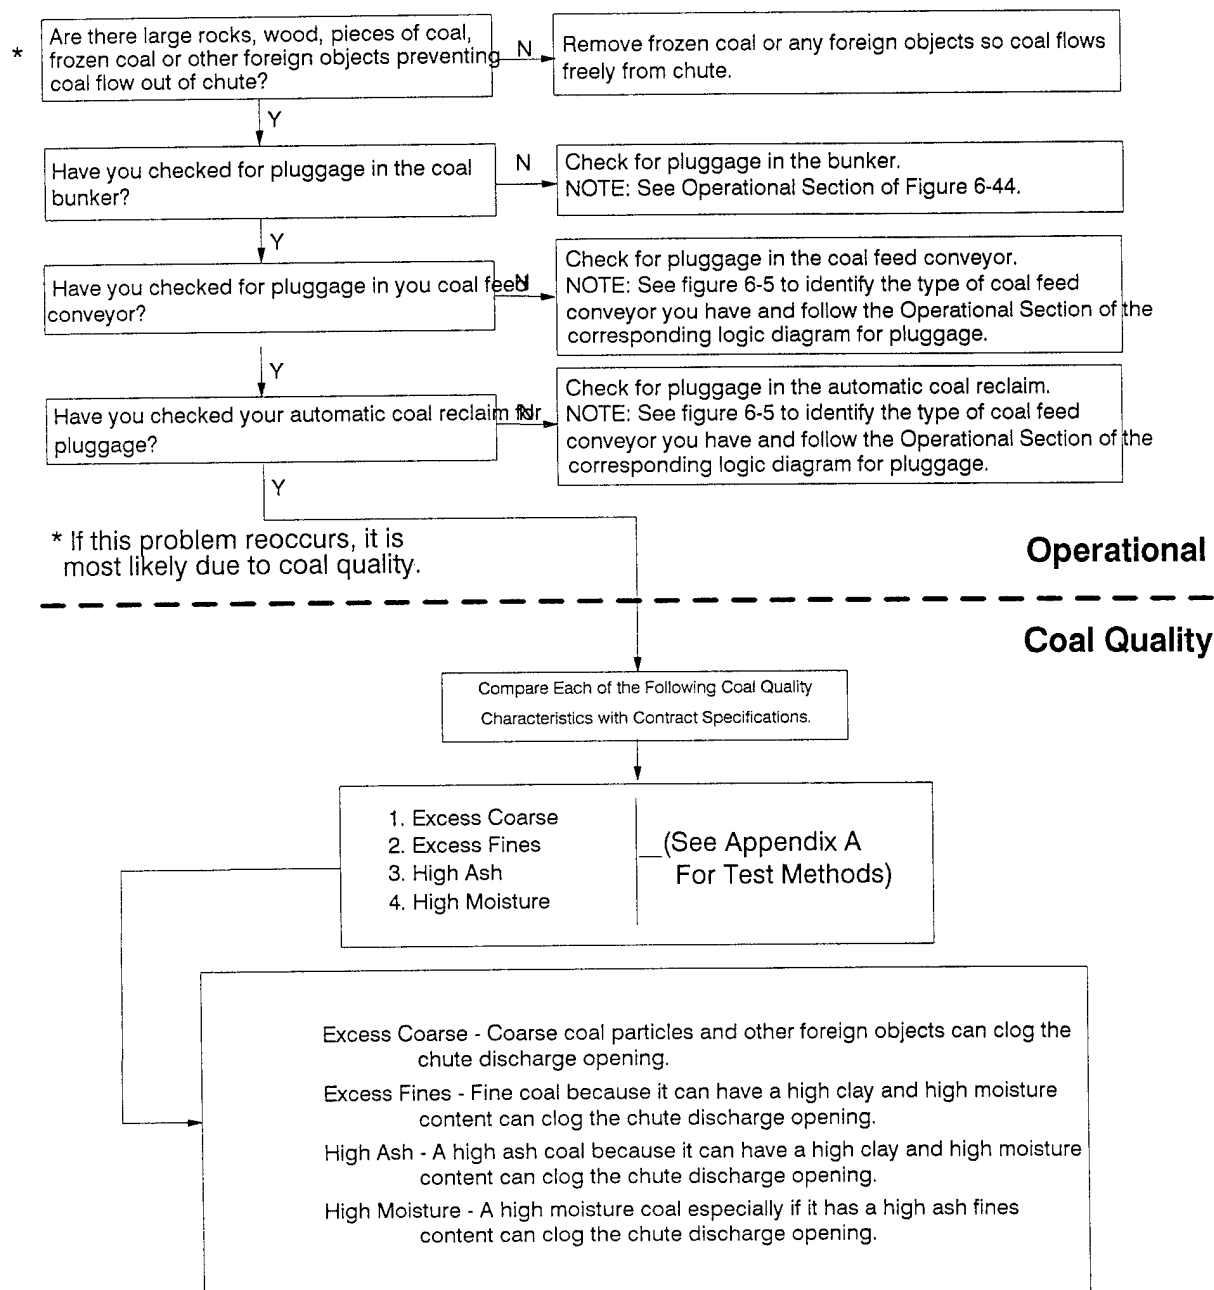 * Are there large rocks, wood, pieces of coal,
frozen coal or other foreign objects preventing
coal flow out of chute?
N
Remove frozen coal or any foreign objects so coal flows
freely from chute.
Y
Have you checked for pluggage in the coal
bunker?
N
Check for pluggage in the bunker.
NOTE: See Operational Section of Figure 6-44.
Y
Have you checked for pluggage in you coal feed
conveyor?
N
Check for pluggage in the coal feed conveyor.
NOTE: See figure 6-5 to identify the type of coal feed
conveyor you have and follow the Operational Section of the
corresponding logic diagram for pluggage.
Y
Have you checked your automatic coal reclaim for
pluggage?
N
Check for pluggage in the automatic coal reclaim.
NOTE: See figure 6-5 to identify the type of coal feed
conveyor you have and follow the Operational Section of the
corresponding logic diagram for pluggage.
Y
* If this problem reoccurs, it is
most likely due to coal quality.
Operational
Coal Quality
Compare Each of the Following Coal Quality
Characteristics with Contract Specifications.
1. Excess Coarse
2. Excess Fines
3. High Ash
4. High Moisture
(See Appendix A
For Test Methods)
Excess Coarse - Coarse coal particles and other foreign objects can clog the
chute discharge opening.
Excess Fines - Fine coal because it can have a high clay and high moisture
content can clog the chute discharge opening.
High Ash - A high ash coal because it can have a high clay and high moisture
content can clog the chute discharge opening.
High Moisture - A high moisture coal especially if it has a high ash fines
content can clog the chute discharge opening.